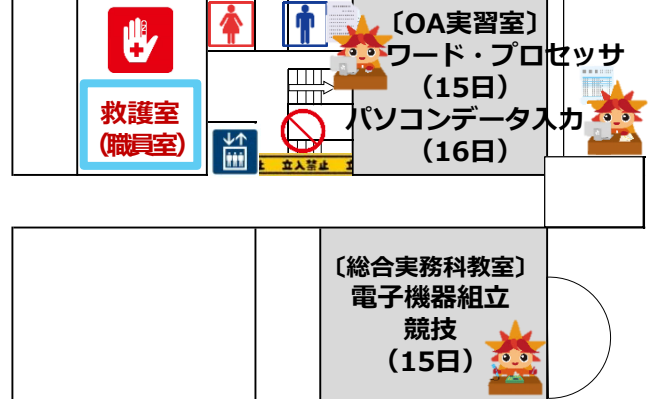 〔OA実習室〕
ワード・プロセッサ
（15日）
パソコンデータ入力
（16日）
救護室
（職員室）
立入禁止
〔総合実務科教室〕
電子機器組立
競技
（15日）